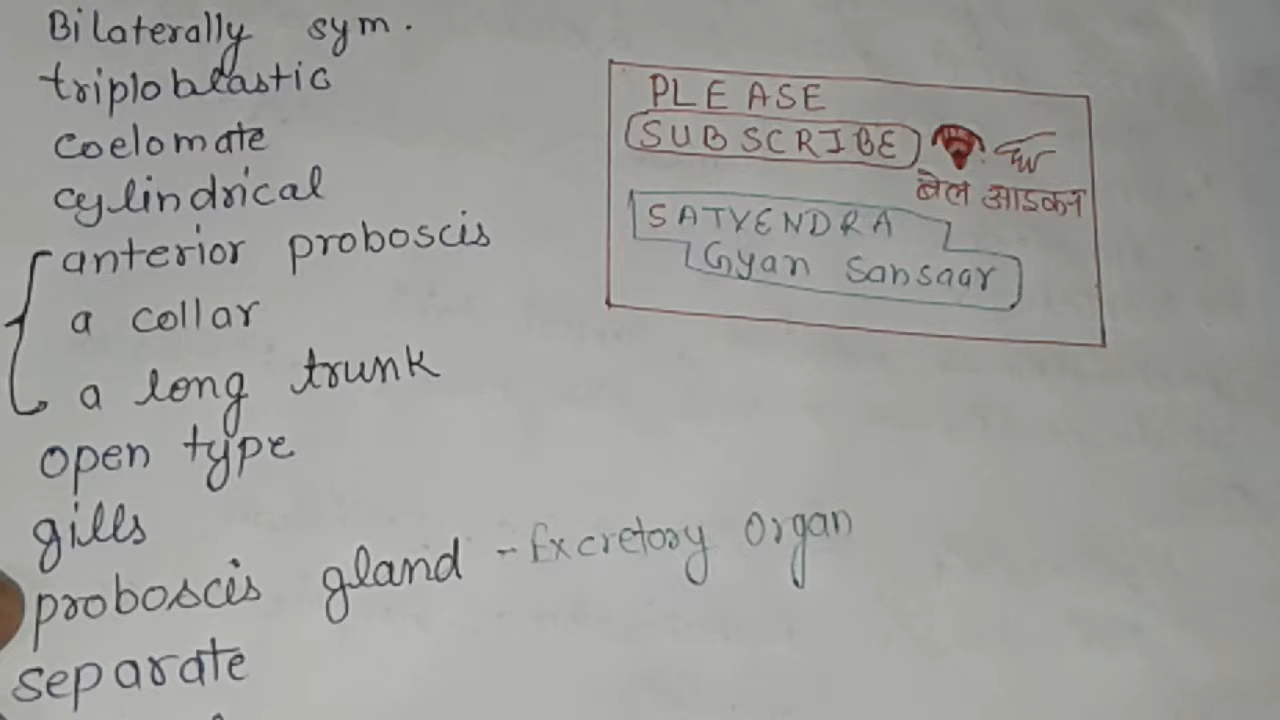 Bilaterally sym.
triploblastic
coelomate
cylindrical
anterior proboscis
a collar
a long trunk
open type
gills
proboscis gland - Excretory Organ
separate
PLEASE
SUBSCRIBE
बेल आइकन
SATYENDRA
Gyan Sansaar